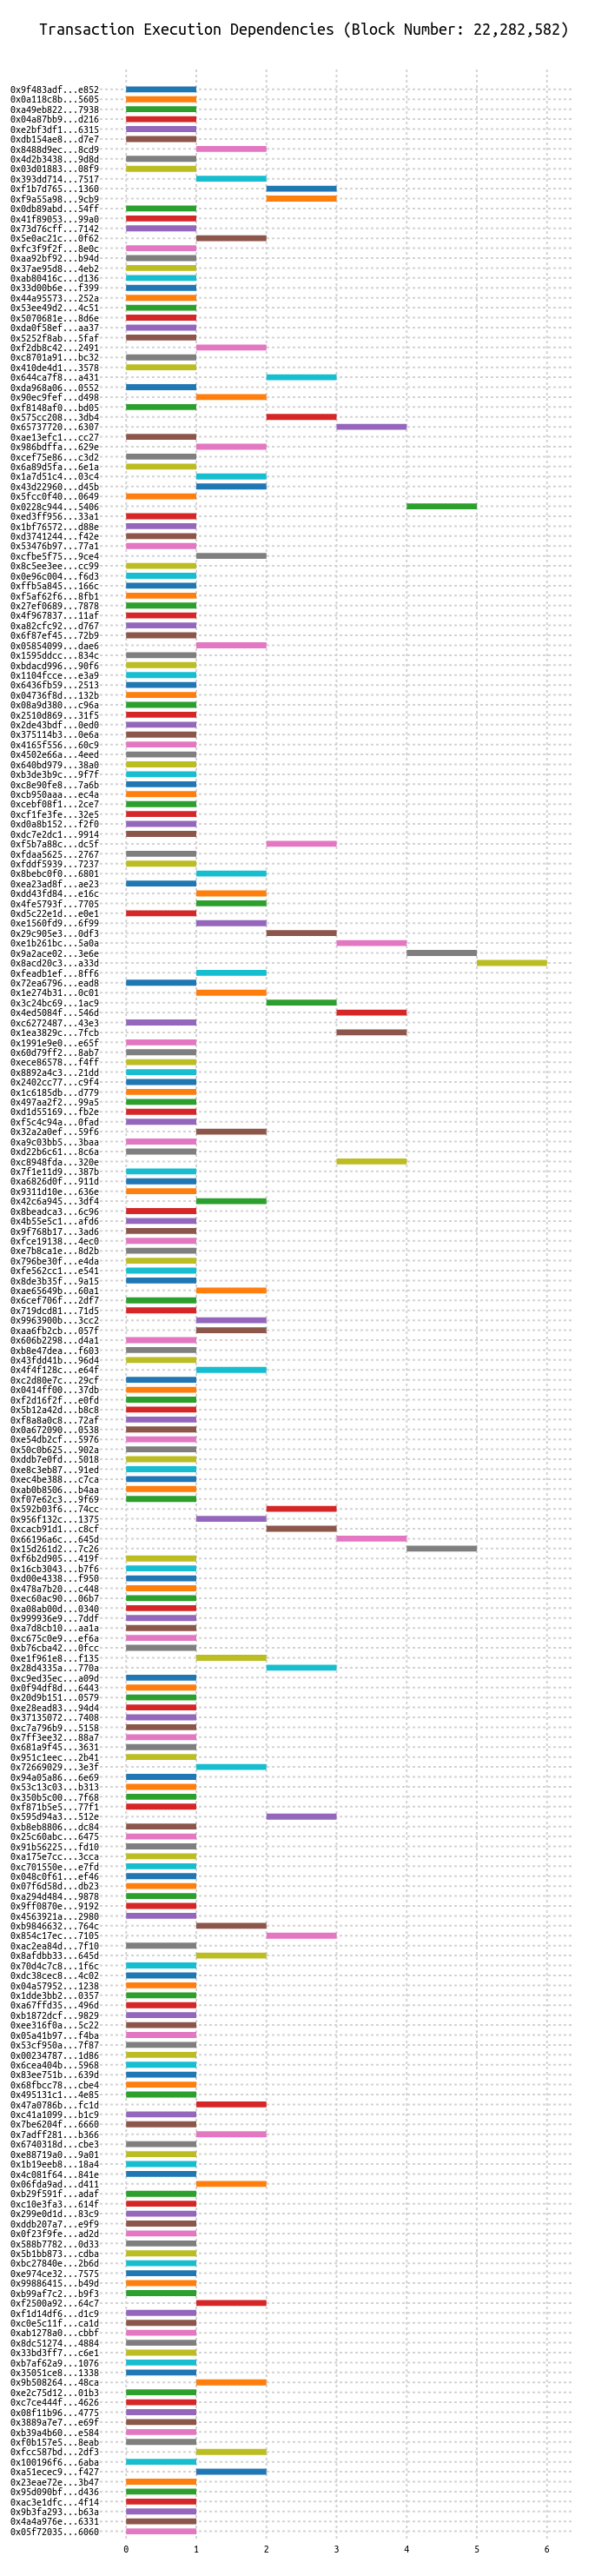 Transaction Execution Dependencies (Block Number: 22,282,582)
0x9f483adf...e852
0x0a118c8b...5605
0xa49eb822...7938
0x04a87bb9...d216
0xe2bf3df1...6315
0xdb154ae8...d7e7
0x8488d9ec...8cd9
0x4d2b3438...9d8d
0x03d01883...08f9
0x393dd714...7517
0xf1b7d765...1360
0xf9a55a98...9cb9
0x0db89abd...54ff
0x41f89053...99a0
0x73d76cff...7142
0x5e0ac21c...0f62
0xfc3f9f2f...8e0c
0xaa92bf92...b94d
0x37ae95d8...4eb2
0xab80416c...d136
0x33d00b6e...f399
0x44a95573...252a
0x53ee49d2...4c51
0x5070681e...8d6e
0xda0f58ef...aa37
0x5252f8ab...5faf
0xf2db8c42...2491
0xc8701a91...bc32
0x410de4d1...3578
0x644ca7f8...a431
0xda968a06...0552
0x90ec9fef...d498
0xf8148af0...bd05
0x575cc208...3db4
0x65737720...6307
0xae13efc1...cc27
0x986bdffa...629e
0xcef75e86...c3d2
0x6a89d5fa...6e1a
0x1a7d51c4...03c4
0x43d22960...d45b
0x5fcc0f40...0649
0x0228c944...5406
0xed3ff956...33a1
0x1bf76572...d88e
0xd3741244...f42e
0x53476b97...77a1
0xcfbe5f75...9ce4
0x8c5ee3ee...cc99
0x0e96c004...f6d3
0xffb5a845...166c
0xf5af62f6...8fb1
0x27ef0689...7878
0x4f967837...11af
0xa82cfc92...d767
0x6f87ef45...72b9
0x05854099...dae6
0x1595ddcc...834c
0xbdacd996...90f6
0x1104fcce...e3a9
0x6436fb59...2513
0x04736f8d...132b
0x08a9d380...c96a
0x2510d869...31f5
0x2de43bdf...0ed0
0x375114b3...0e6a
0x4165f556...60c9
0x4502e66a...4eed
0x640bd979...38a0
0xb3de3b9c...9f7f
0xc8e90fe8...7a6b
0xcb950aaa...ec4a
0xcebf08f1...2ce7
0xcf1fe3fe...32e5
0xd0a8b152...f2f0
0xdc7e2dc1...9914
0xf5b7a88c...dc5f
0xfdaa5625...2767
0xfddf5939...7237
0x8bebc0f0...6801
0xea23ad8f...ae23
0xdd43fd84...e16c
0x4fe5793f...7705
0xd5c22e1d...e0e1
0xe1560fd9...6f99
0x29c905e3...0df3
0xe1b261bc...5a0a
0x9a2ace02...3e6e
0x8acd20c3...a33d
0xfeadb1ef...8ff6
0x72ea6796...ead8
0x1e274b31...0c01
0x3c24bc69...1ac9
0x4ed5084f...546d
0xc6272487...43e3
0x1ea3829c...7fcb
0x1991e9e0...e65f
0x60d79ff2...8ab7
0xece86578...f4ff
0x8892a4c3...21dd
0x2402cc77...c9f4
0x1c6185db...d779
0x497aa2f2...99a5
0xd1d55169...fb2e
0xf5c4c94a...0fad
0x32a2a0ef...59f6
0xa9c03bb5...3baa
0xd22b6c61...8c6a
0xc8948fda...320e
0x7f1e11d9...387b
0xa6826d0f...911d
0x9311d10e...636e
0x42c6a945...3df4
0x8beadca3...6c96
0x4b55e5c1...afd6
0x9f768b17...3ad6
0xfce19138...4ec0
0xe7b8ca1e...8d2b
0x796be30f...e4da
0xfe562cc1...e541
0x8de3b35f...9a15
0xae65649b...60a1
0x6cef706f...2df7
0x719dcd81...71d5
0x9963900b...3cc2
0xaa6fb2cb...057f
0x606b2298...d4a1
0xb8e47dea...f603
0x43fdd41b...96d4
0x4f4f128c...e64f
0xc2d80e7c...29cf
0x0414ff00...37db
0xf2d16f2f...e0fd
0x5b12a42d...b8c8
0xf8a8a0c8...72af
0x0a672090...0538
0xe54db2cf...5976
0x50c0b625...902a
0xddb7e0fd...5018
0xe8c3eb87...91ed
0xec4be388...c7ca
0xab0b8506...b4aa
0xf07e62c3...9f69
0x592b03f6...74cc
0x956f132c...1375
0xcacb91d1...c8cf
0x66196a6c...645d
0x15d261d2...7c26
0xf6b2d905...419f
0x16cb3043...b7f6
0xd00e4338...f950
0x478a7b20...c448
0xec60ac90...06b7
0xa08ab00d...0340
0x999936e9...7ddf
0xa7d8cb10...aa1a
0xc675c0e9...ef6a
0xb76cba42...0fcc
0xe1f961e8...f135
0x28d4335a...770a
0xc9ed35ec...a09d
0x0f94df8d...6443
0x20d9b151...0579
0xe28ead83...94d4
0x37135072...7408
0xc7a796b9...5158
0x7ff3ee32...88a7
0x681a9f45...3631
0x951c1eec...2b41
0x72669029...3e3f
0x94a05a86...6e69
0x53c13c03...b313
0x350b5c00...7f68
0xf871b5e5...77f1
0x595d94a3...512e
0xb8eb8806...dc84
0x25c60abc...6475
0x91b56225...fd10
0xa175e7cc...3cca
0xc701550e...e7fd
0x048c0f61...ef46
0x07f6d58d...db23
0xa294d484...9878
0x9ff0870e...9192
0x4563921a...2980
0xb9846632...764c
0x854c17ec...7105
0xac2ea84d...7f10
0x8afdbb33...645d
0x70d4c7c8...1f6c
0xdc38cec8...4c02
0x04a57952...1238
0x1dde3bb2...0357
0xa67ffd35...496d
0xb1872dcf...9829
0xee316f0a...5c22
0x05a41b97...f4ba
0x53cf950a...7f87
0x00234787...1d86
0x6cea404b...5968
0x83ee751b...639d
0x68fbcc78...cbe4
0x495131c1...4e85
0x47a0786b...fc1d
0xc41a1099...b1c9
0x7be6204f...6660
0x7adff281...b366
0x6740318d...cbe3
0xe88719a0...9a01
0x1b19eeb8...18a4
0x4c081f64...841e
0x06fda9ad...d411
0xb29f591f...adaf
0xc10e3fa3...614f
0x299e0d1d...83c9
0xddb207a7...e9f9
0x0f23f9fe...ad2d
0x588b7782...0d33
0x5b1bb873...cdba
0xbc27840e...2b6d
0xe974ce32...7575
0x99886415...b49d
0xb99af7c2...b9f3
0xf2500a92...64c7
0xf1d14df6...d1c9
0xc0e5c11f...ca1d
0xab1278a0...cbbf
0x8dc51274...4884
0x33bd3ff7...c6e1
0xb7af62a9...1076
0x35051ce8...1338
0x9b508264...48ca
0xe2c75d12...01b3
0xc7ce444f...4626
0x08f11b96...4775
0x3889a7e7...e69f
0xb39a4b60...e584
0xf0b157e5...8eab
0xfcc587bd...2df3
0x100196f6...6aba
0xa51ecec9...f427
0x23eae72e...3b47
0x95d090bf...d436
0xac3e1dfc...4f14
0x9b3fa293...b63a
0x4a4a976e...6331
0x05f72035...6060
0 1 2 3 4 5 6